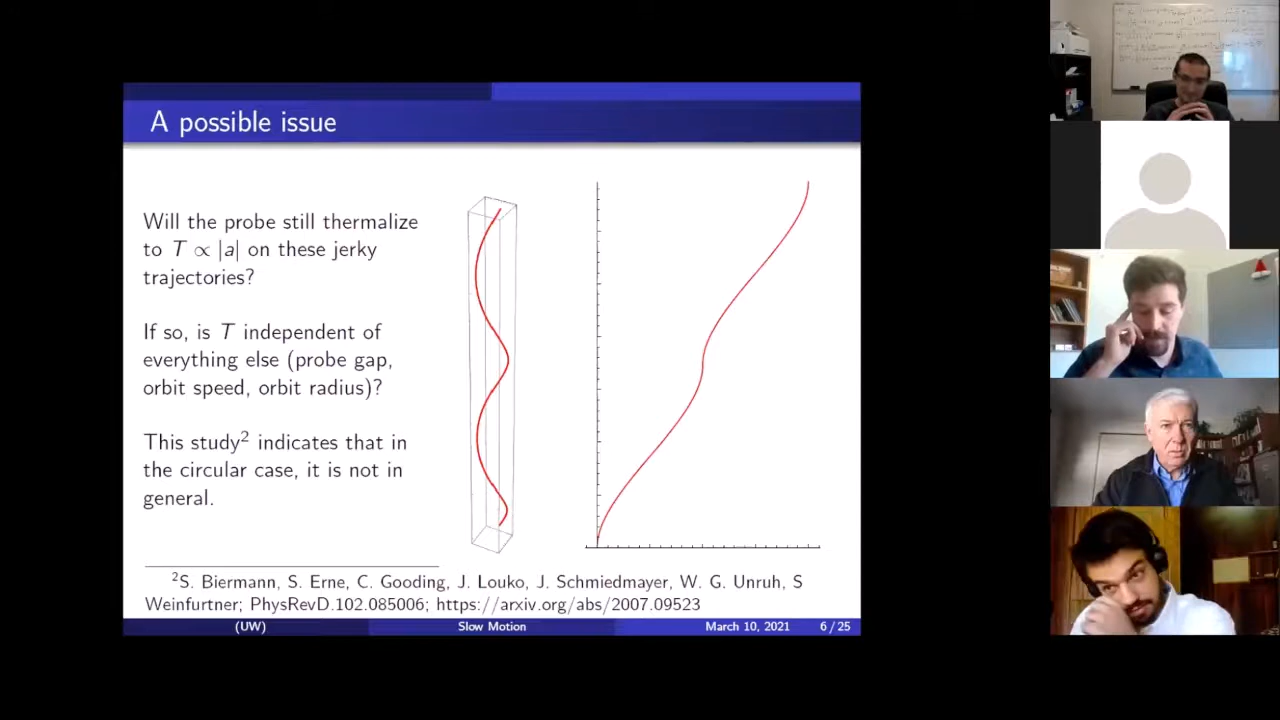 A possible issue
Will the probe still thermalize
to T ∝ |a| on these jerky
trajectories?
If so, is T independent of
everything else (probe gap,
orbit speed, orbit radius)?
This study² indicates that in
the circular case, it is not in
general.
²S. Biermann, S. Erne, C. Gooding, J. Louko, J. Schmiedmayer, W. G. Unruh, S
Weinfurtner; PhysRevD.102.085006; https://arxiv.org/abs/2007.09523
(UW) Slow Motion March 10, 2021 6 / 25